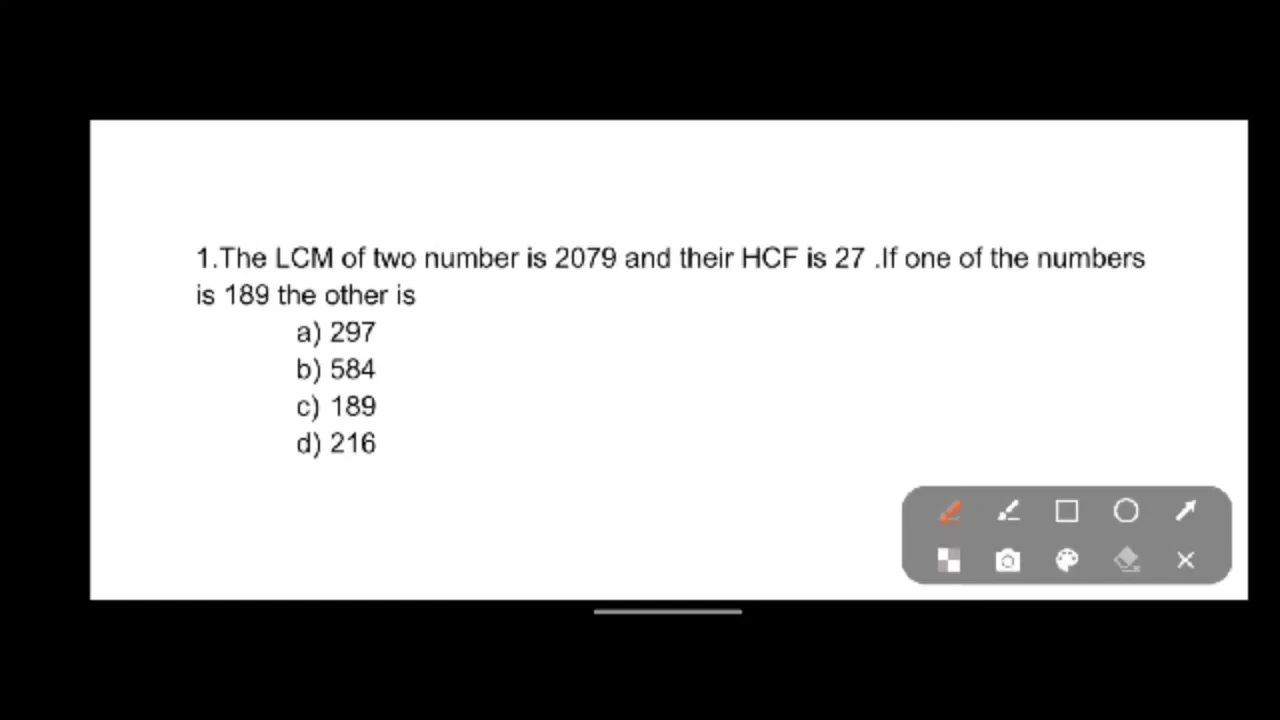 1.The LCM of two number is 2079 and their HCF is 27 .If one of the numbers
is 189 the other is
a) 297
b) 584
c) 189
d) 216